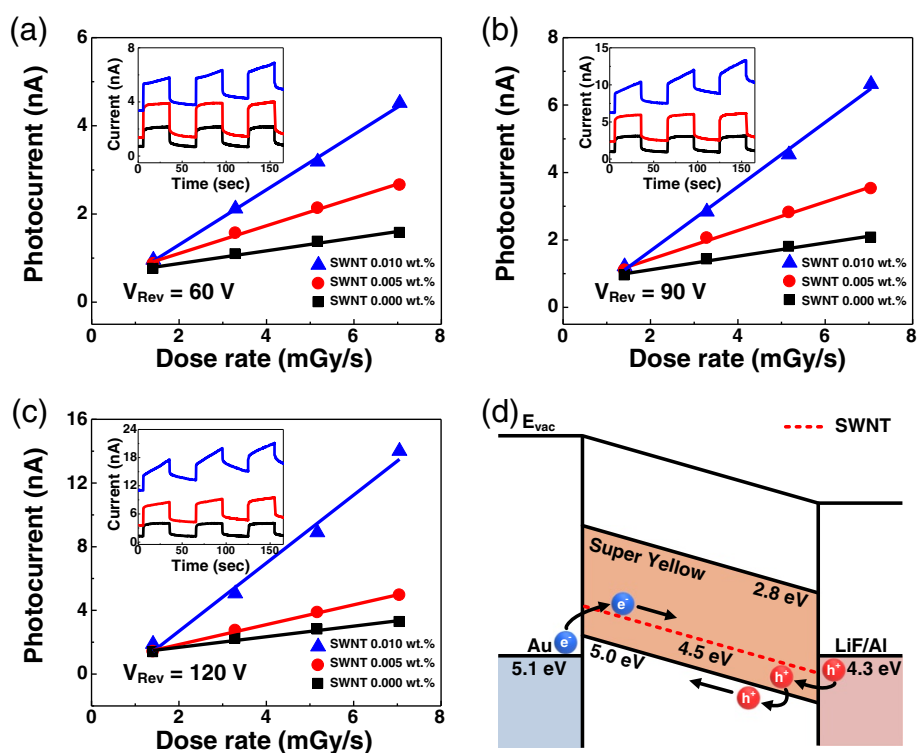 (a)
6
4
2
0
Photocurrent (nA)
8
4
0
Current (nA)
0 50 100 150
Time (sec)
SWNT 0.010 wt.%
SWNT 0.005 wt.%
SWNT 0.000 wt.%
VRev = 60 V
0 2 4 6 8
Dose rate (mGy/s)
(b)
8
6
4
2
0
Photocurrent (nA)
15
10
5
0
Current (nA)
0 50 100 150
Time (sec)
SWNT 0.010 wt.%
SWNT 0.005 wt.%
SWNT 0.000 wt.%
VRev = 90 V
0 2 4 6 8
Dose rate (mGy/s)
(c)
16
12
8
4
0
Photocurrent (nA)
24
18
12
6
0
Current (nA)
0 50 100 150
Time (sec)
SWNT 0.010 wt.%
SWNT 0.005 wt.%
SWNT 0.000 wt.%
VRev = 120 V
0 2 4 6 8
Dose rate (mGy/s)
(d)
Evac
SWNT
Super Yellow
2.8 eV
e-
e-
Au
5.1 eV
5.0 eV
4.5 eV
LiF/Al
4.3 eV
h+
h+
h+